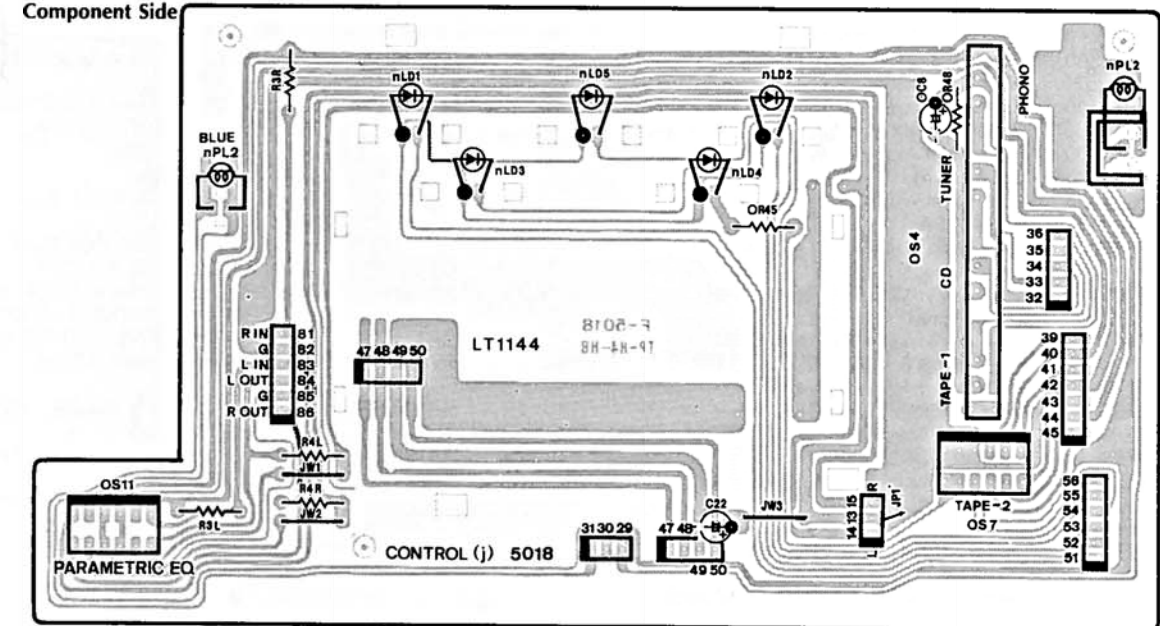 Component Side
nLD1
nLD5
nLD2
nPL2
R3R
OC8
OR48
PHONO
BLUE
nPL2
nLD3
nLD4
TUNER
OR45
OS4
36
35
34
33
32
CD
R IN 81
G 82
L IN 83
L OUT 84
G 85
R OUT 86
47 48 49 50
LT1144
F-5018
TP-H4-HB
TAPE-1
39
40
41
42
43
44
45
R4L
JW1
R4R
JW2
OS11
R3L
PARAMETRIC EQ
CONTROL (j) 5018
31 30 29
47 48
49 50
C22
JW3
14 13 15
R
L
JP1
TAPE-2
OS7
56
55
54
53
52
51